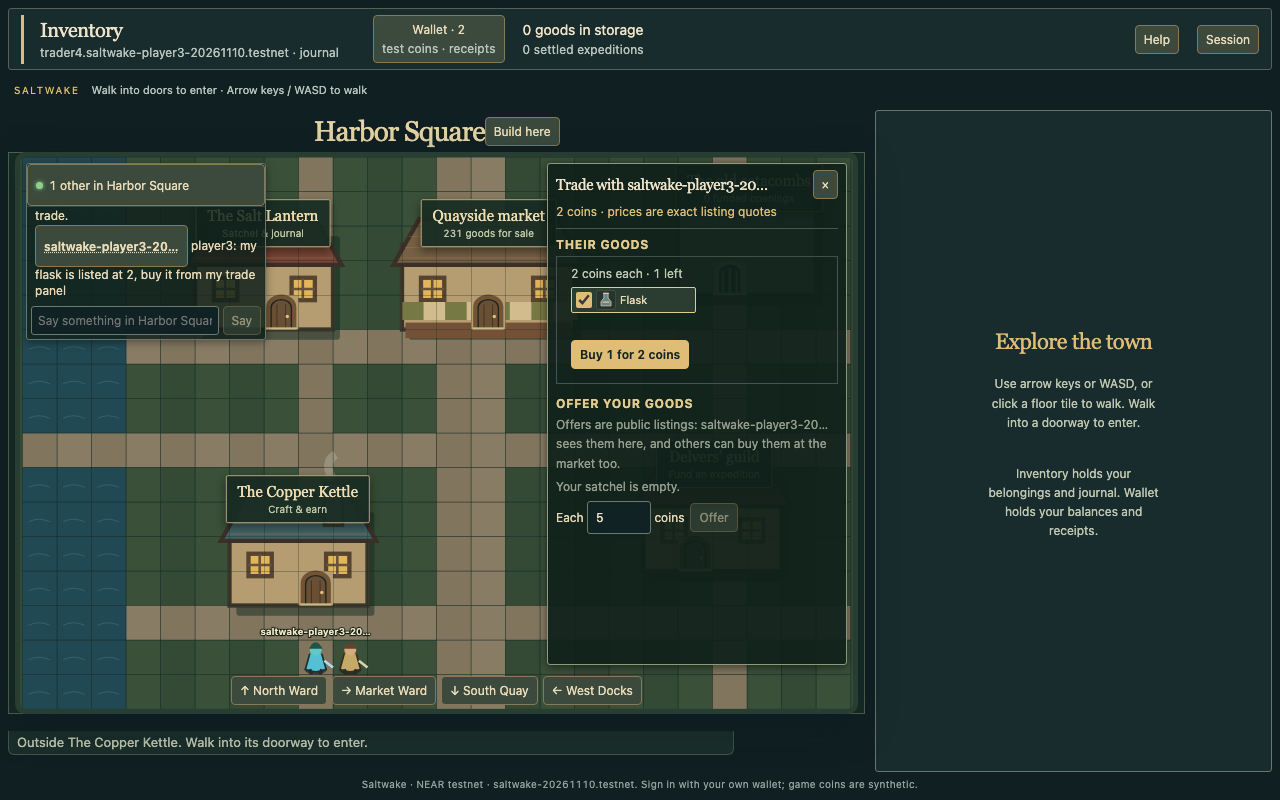 Inventory
trader4.saltwake-player3-20261110.testnet · journal
Wallet · 2
test coins · receipts
0 goods in storage
0 settled expeditions
Help
Session
SALTWAKE
Walk into doors to enter · Arrow keys / WASD to walk
Harbor Square
Build here
1 other in Harbor Square
trade.
saltwake-player3-20... player3: my
flask is listed at 2, buy it from my trade
panel
Say something in Harbor Squar
Say
The Salt Lantern
Satchel & journal
Quayside market
231 goods for sale
Trade with saltwake-player3-20...
×
2 coins · prices are exact listing quotes
THEIR GOODS
2 coins each · 1 left
Flask
Buy 1 for 2 coins
OFFER YOUR GOODS
Offers are public listings: saltwake-player3-20...
sees them here, and others can buy them at the
market too.
Your satchel is empty.
Each 5 coins Offer
Delvers' guild
Fund an expedition
The Copper Kettle
Craft & earn
saltwake-player3-20...
↑ North Ward
→ Market Ward
↓ South Quay
← West Docks
Outside The Copper Kettle. Walk into its doorway to enter.
Explore the town
Use arrow keys or WASD, or
click a floor tile to walk. Walk
into a doorway to enter.
Inventory holds your
belongings and journal. Wallet
holds your balances and
receipts.
Saltwake · NEAR testnet · saltwake-20261110.testnet. Sign in with your own wallet; game coins are synthetic.